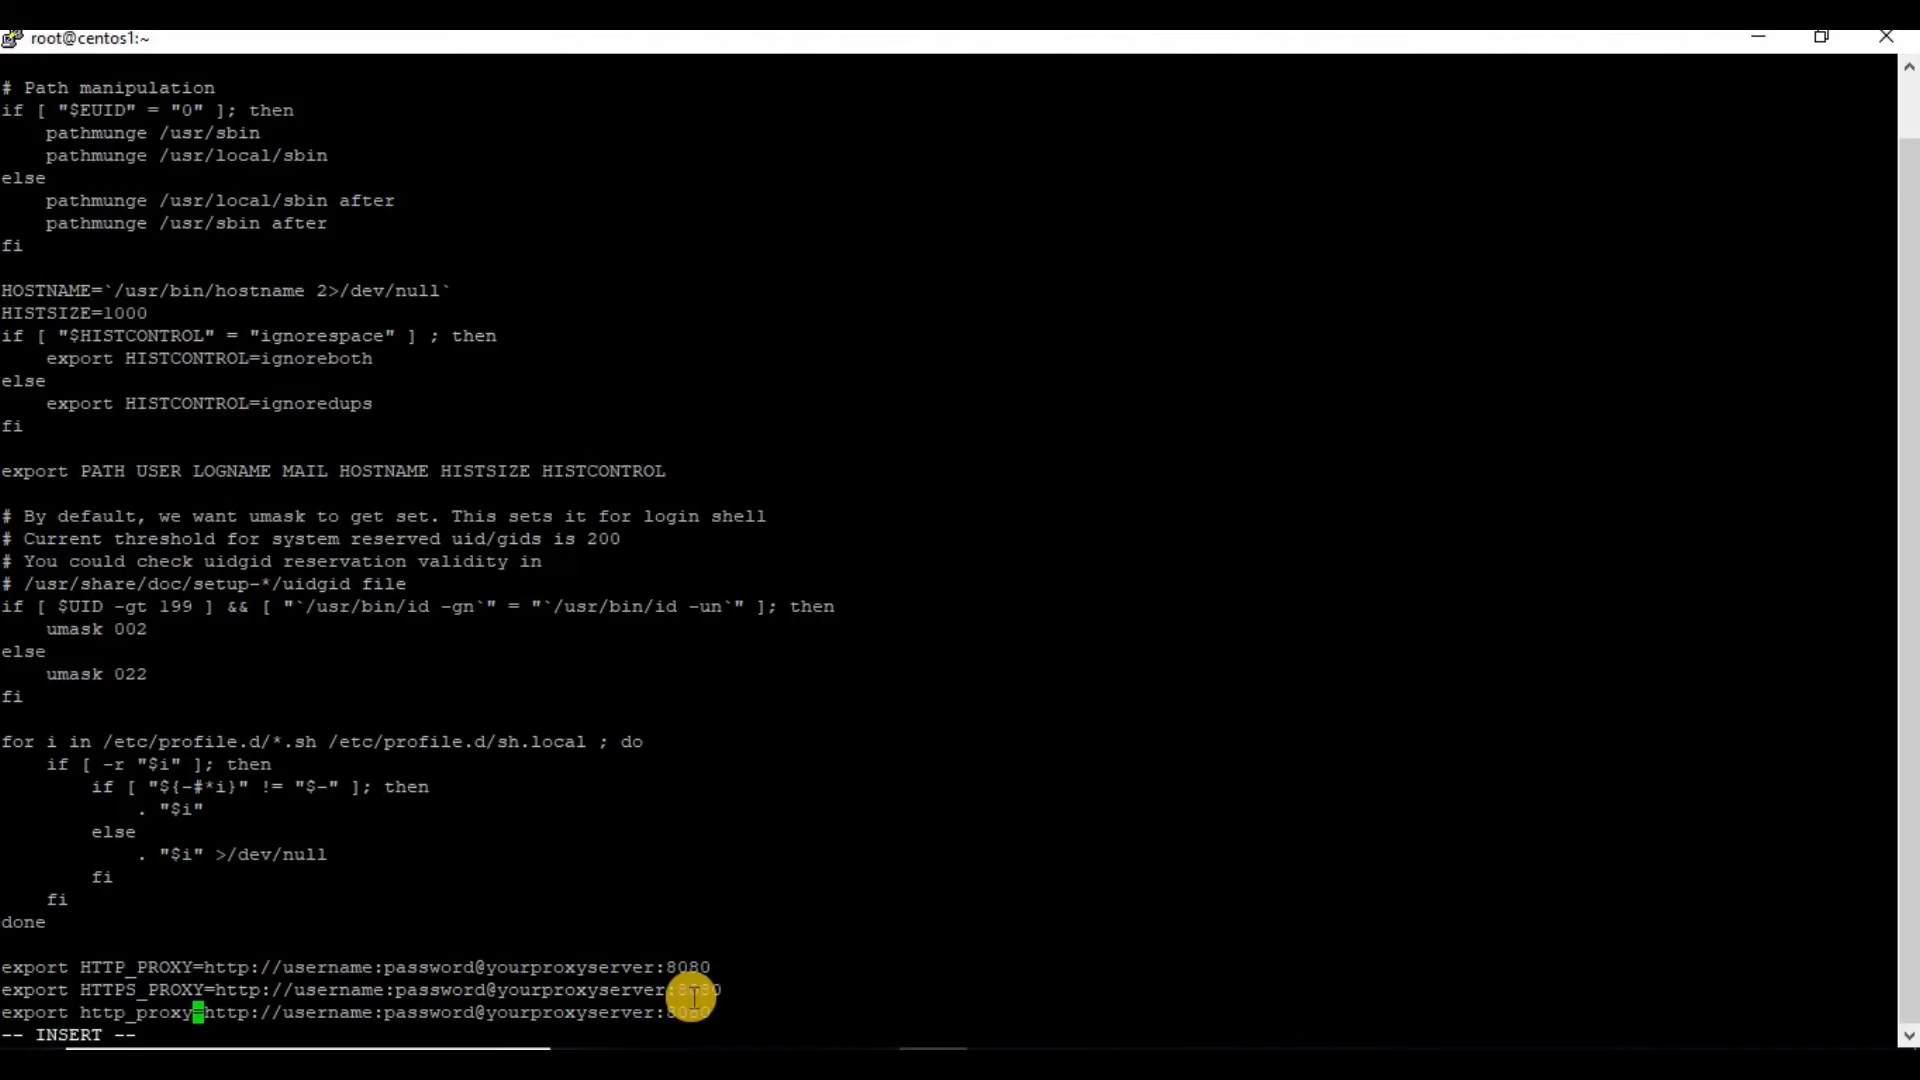 root@centos1:~
# Path manipulation
if [ "$EUID" = "0" ]; then
    pathmunge /usr/sbin
    pathmunge /usr/local/sbin
else
    pathmunge /usr/local/sbin after
    pathmunge /usr/sbin after
fi
HOSTNAME=`/usr/bin/hostname 2>/dev/null`
HISTSIZE=1000
if [ "$HISTCONTROL" = "ignorespace" ] ; then
    export HISTCONTROL=ignoreboth
else
    export HISTCONTROL=ignoredups
fi
export PATH USER LOGNAME MAIL HOSTNAME HISTSIZE HISTCONTROL
# By default, we want umask to get set. This sets it for login shell
# Current threshold for system reserved uid/gids is 200
# You could check uidgid reservation validity in
# /usr/share/doc/setup-*/uidgid file
if [ $UID -gt 199 ] && [ "`/usr/bin/id -gn`" = "`/usr/bin/id -un`" ]; then
    umask 002
else
    umask 022
fi
for i in /etc/profile.d/*.sh /etc/profile.d/sh.local ; do
    if [ -r "$i" ]; then
        if [ "${-#*i}" != "$-" ]; then
            . "$i"
        else
            . "$i" >/dev/null
        fi
    fi
done
export HTTP_PROXY=http://username:password@yourproxyserver:8080
export HTTPS_PROXY=http://username:password@yourproxyserver:8080
export http_proxy=http://username:password@yourproxyserver:8080
-- INSERT --